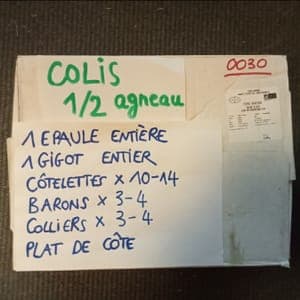 COLIS
1/2 agneau
0030
1 EPAULE ENTIÈRE
1 GIGOT ENTIER
CÔTELETTES x 10-14
BARONS x 3-4
COLLIERS x 3-4
PLAT DE CÔTE